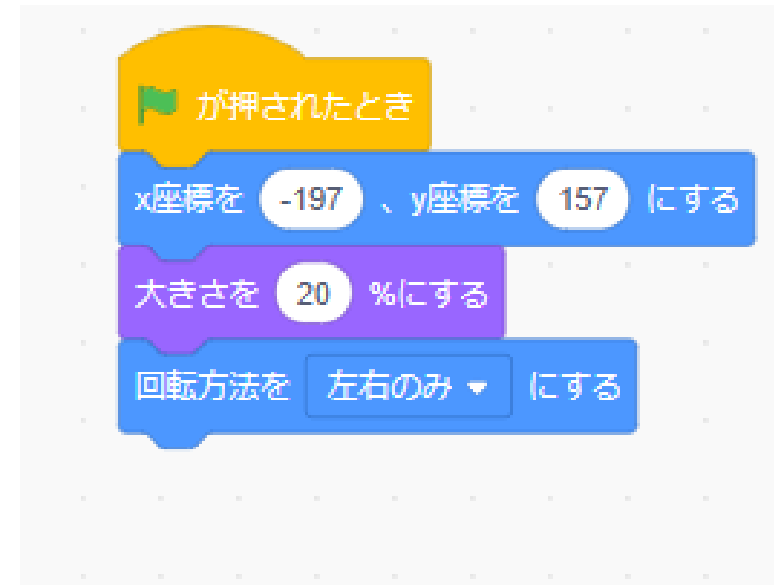 が押されたとき
x座標を -197 、y座標を 157 にする
大きさを 20 %にする
回転方法を 左右のみ にする